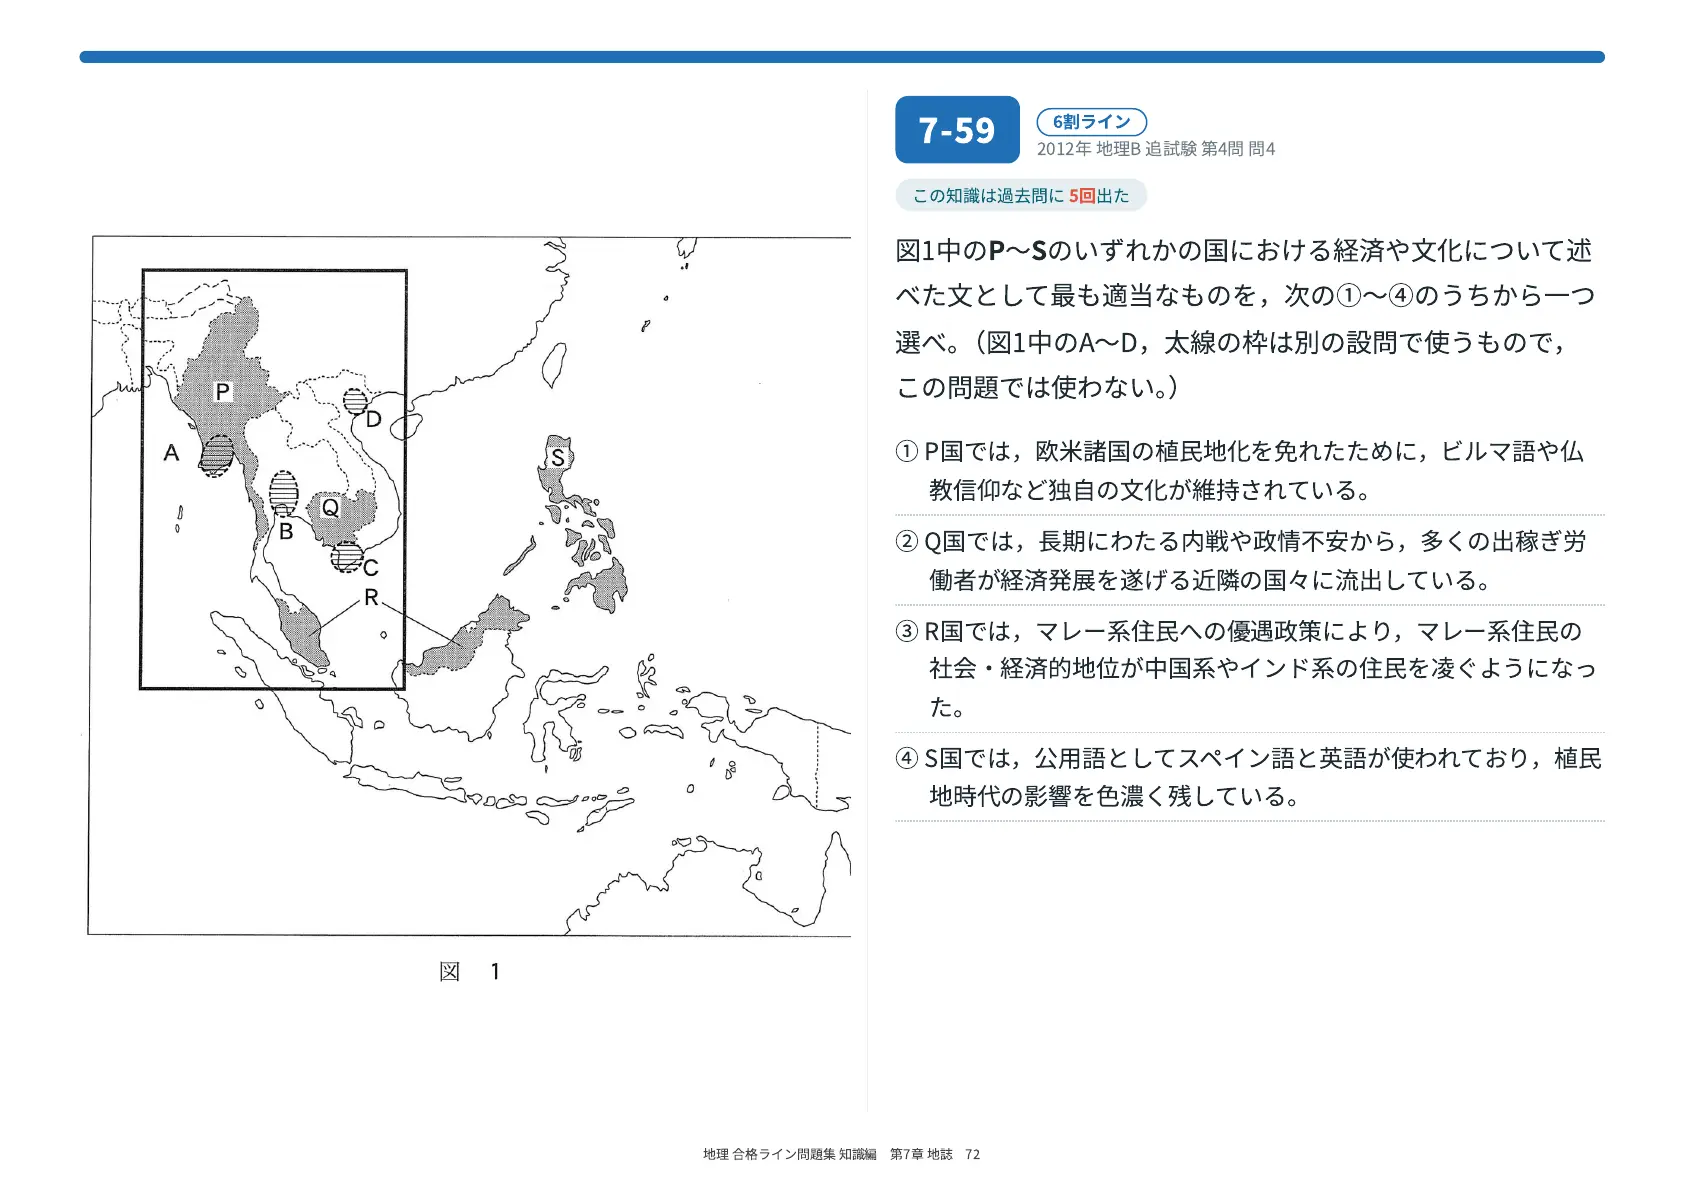 7-59
6割ライン
2012年 地理B 追試験 第4問 問4
この知識は過去問に 5回出た
図1中のP～Sのいずれかの国における経済や文化について述
べた文として最も適当なものを，次の①～④のうちから一つ
選べ。（図1中のA～D，太線の枠は別の設問で使うもので，
この問題では使わない。）
① P国では，欧米諸国の植民地化を免れたために，ビルマ語や仏
教信仰など独自の文化が維持されている。
② Q国では，長期にわたる内戦や政情不安から，多くの出稼ぎ労
働者が経済発展を遂げる近隣の国々に流出している。
③ R国では，マレー系住民への優遇政策により，マレー系住民の
社会・経済的地位が中国系やインド系の住民を凌ぐようになっ
た。
④ S国では，公用語としてスペイン語と英語が使われており，植民
地時代の影響を色濃く残している。
P
D
A
S
Q
B
C
R
図 1
地理 合格ライン問題集 知識編 第7章 地誌 72